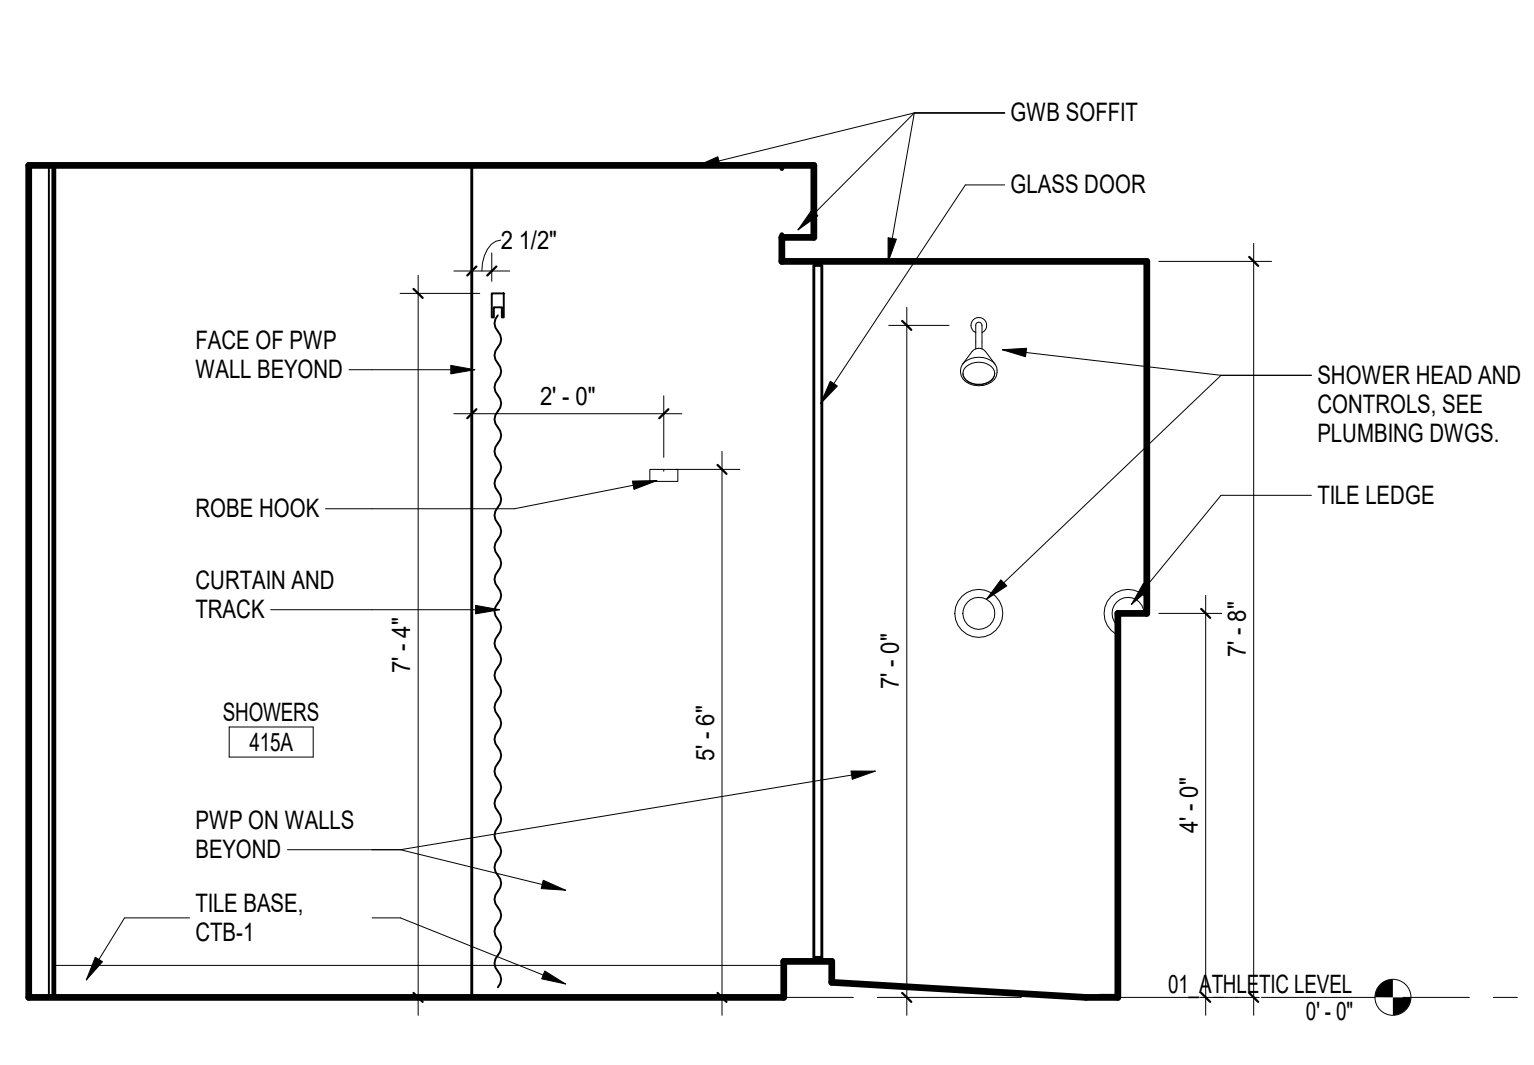 GWB SOFFIT
GLASS DOOR
2 1/2"
FACE OF PWP
WALL BEYOND
2' - 0"
SHOWER HEAD AND
CONTROLS, SEE
PLUMBING DWGS.
ROBE HOOK
TILE LEDGE
CURTAIN AND
TRACK
7' - 4"
7' - 0"
7' - 8"
SHOWERS
415A
5' - 6"
4' - 0"
PWP ON WALLS
BEYOND
TILE BASE,
CTB-1
01_ATHLETIC LEVEL
0' - 0"